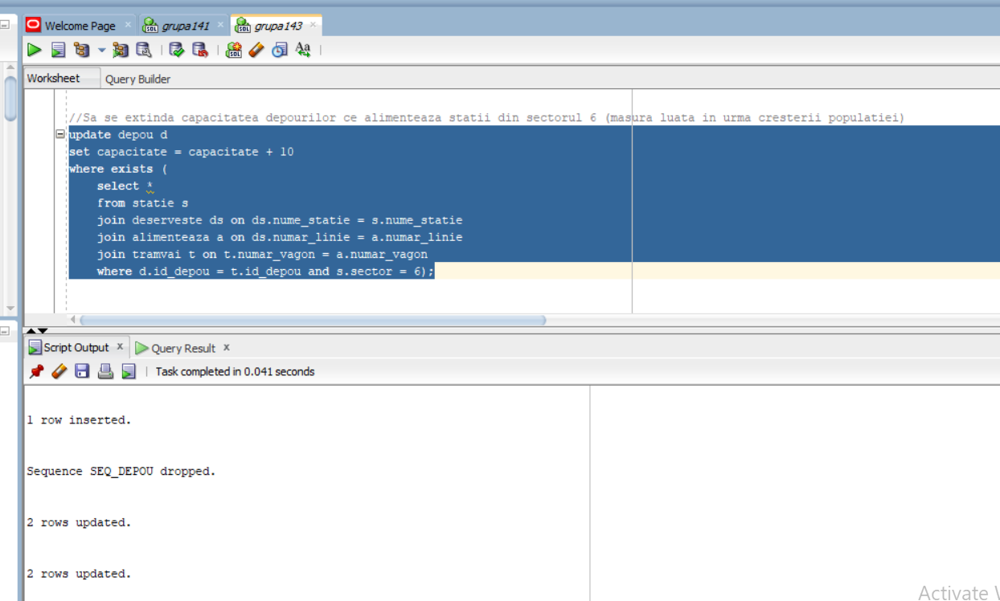 Welcome Page
grupa141
grupa143
Worksheet
Query Builder
//Sa se extinda capacitatea depourilor ce alimenteaza statii din sectorul 6 (masura luata in urma cresterii populatiei)
update depou d
set capacitate = capacitate + 10
where exists (
select *
from statie s
join deserveste ds on ds.nume_statie = s.nume_statie
join alimenteaza a on ds.numar_linie = a.numar_linie
join tramvai t on t.numar_vagon = a.numar_vagon
where d.id_depou = t.id_depou and s.sector = 6);
Script Output x
Query Result x
Task completed in 0.041 seconds
1 row inserted.
Sequence SEQ_DEPOU dropped.
2 rows updated.
2 rows updated.
Activate